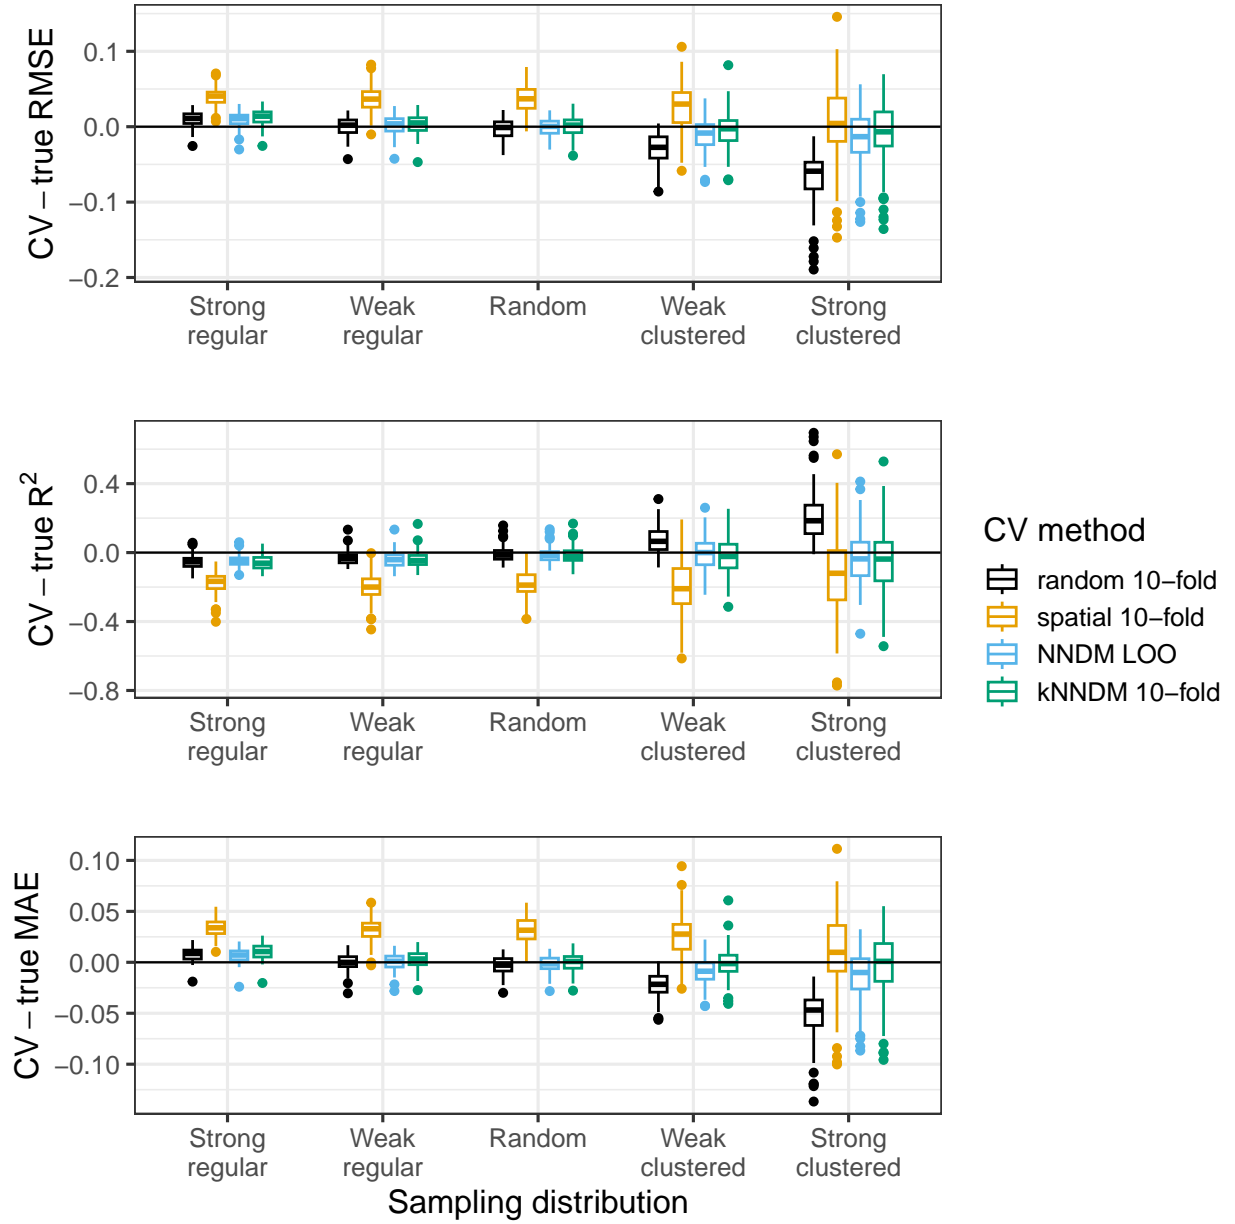 CV − true RMSE
0.1
0.0
−0.1
−0.2
Strong
regular
Weak
regular
Random
Weak
clustered
Strong
clustered
CV − true R²
0.4
0.0
−0.4
−0.8
Strong
regular
Weak
regular
Random
Weak
clustered
Strong
clustered
CV method
random 10−fold
spatial 10−fold
NNDM LOO
kNNDM 10−fold
CV − true MAE
0.10
0.05
0.00
−0.05
−0.10
Strong
regular
Weak
regular
Random
Weak
clustered
Strong
clustered
Sampling distribution